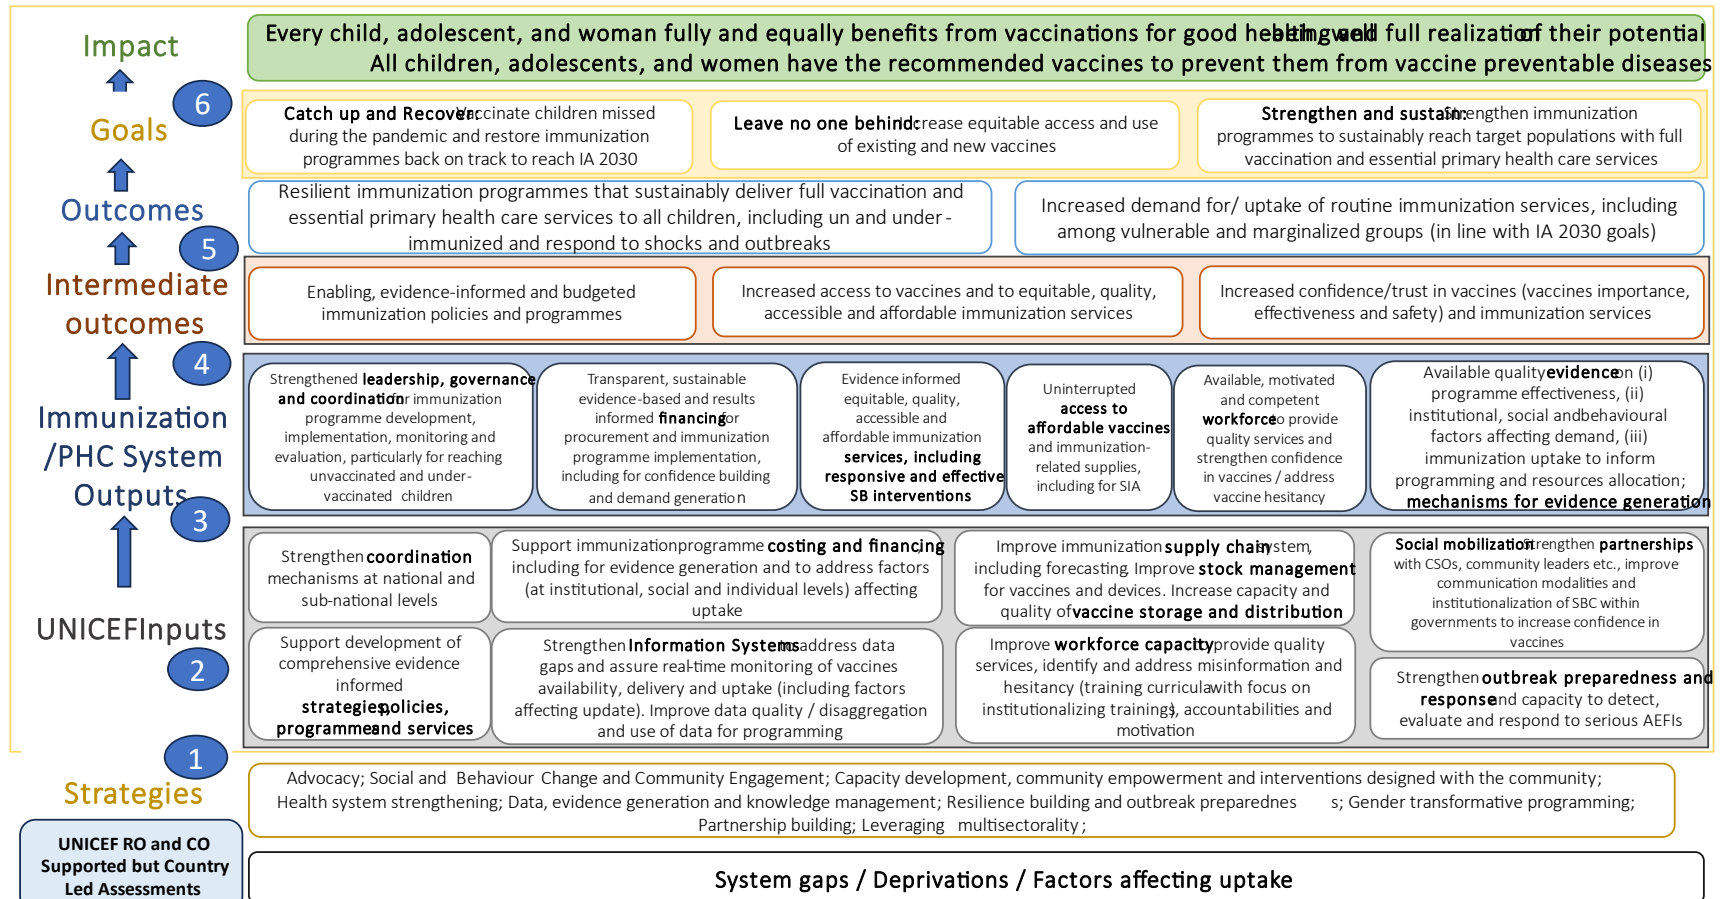 Impact
Every child, adolescent, and woman fully and equally benefits from vaccinations for good health, well-being and full realization of their potential
All children, adolescents, and women have the recommended vaccines to prevent them from vaccine preventable diseases
6
Goals
Catch up and Recover: Vaccinate children missed
during the pandemic and restore immunization
programmes back on track to reach IA 2030
Leave no one behind: Increase equitable access and use
of existing and new vaccines
Strengthen and sustain: Strengthen immunization
programmes to sustainably reach target populations with full
vaccination and essential primary health care services
Outcomes
Resilient immunization programmes that sustainably deliver full vaccination and
essential primary health care services to all children, including un and under-
immunized and respond to shocks and outbreaks
Increased demand for/ uptake of routine immunization services, including
among vulnerable and marginalized groups (in line with IA 2030 goals)
5
Intermediate
outcomes
Enabling, evidence-informed and budgeted
immunization policies and programmes
Increased access to vaccines and to equitable, quality,
accessible and affordable immunization services
Increased confidence/trust in vaccines (vaccines importance,
effectiveness and safety) and immunization services
4
Immunization
/PHC System
Outputs
Strengthened leadership, governance
and coordination for immunization
programme development,
implementation, monitoring and
evaluation, particularly for reaching
unvaccinated and under-
vaccinated children
Transparent, sustainable
evidence-based and results
informed financing for
procurement and immunization
programme implementation,
including for confidence building
and demand generation
Evidence informed
equitable, quality,
accessible and
affordable immunization
services, including
responsive and effective
SB interventions
Uninterrupted
access to
affordable vaccines
and immunization-
related supplies,
including for SIA
Available, motivated
and competent
workforce to provide
quality services and
strengthen confidence
in vaccines / address
vaccine hesitancy
Available quality evidence on (i)
programme effectiveness, (ii)
institutional, social and behavioural
factors affecting demand, (iii)
immunization uptake to inform
programming and resources allocation;
mechanisms for evidence generation
3
UNICEF Inputs
Strengthen coordination
mechanisms at national and
sub-national levels
Support immunization programme costing and financing,
including for evidence generation and to address factors
(at institutional, social and individual levels) affecting
uptake
Improve immunization supply chain system,
including forecasting. Improve stock management
for vaccines and devices. Increase capacity and
quality of vaccine storage and distribution
Social mobilization Strengthen partnerships
with CSOs, community leaders etc., improve
communication modalities and
institutionalization of SBC within
governments to increase confidence in
vaccines
2
Support development of
comprehensive evidence
informed
strategies, policies,
programmes and services
Strengthen Information Systems to address data
gaps and assure real-time monitoring of vaccines
availability, delivery and uptake (including factors
affecting update). Improve data quality / disaggregation
and use of data for programming
Improve workforce capacity to provide quality
services, identify and address misinformation and
hesitancy (training curricula with focus on
institutionalizing trainings), accountabilities and
motivation
Strengthen outbreak preparedness and
response and capacity to detect,
evaluate and respond to serious AEFIs
1
Strategies
Advocacy; Social and Behaviour Change and Community Engagement; Capacity development, community empowerment and interventions designed with the community;
Health system strengthening; Data, evidence generation and knowledge management; Resilience building and outbreak preparednes s; Gender transformative programming;
Partnership building; Leveraging multisectorality;
UNICEF RO and CO
Supported but Country
Led Assessments
System gaps / Deprivations / Factors affecting uptake